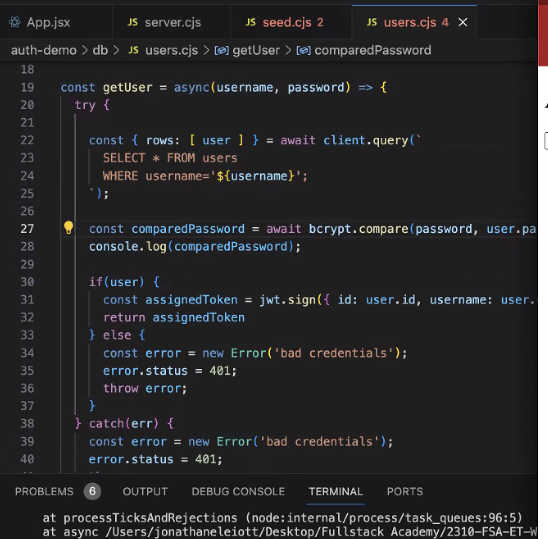 App.jsx
server.cjs
seed.cjs 2
users.cjs 4 ×
auth-demo > db > JS users.cjs > getUser > comparedPassword
18
19 const getUser = async(username, password) => {
20 try {
21
22 const { rows: [ user ] } = await client.query(`
23 SELECT * FROM users
24 WHERE username='${username}';
25 `);
26
27 const comparedPassword = await bcrypt.compare(password, user.pa
28 console.log(comparedPassword);
29
30 if(user) {
31 const assignedToken = jwt.sign({ id: user.id, username: user.
32 return assignedToken
33 } else {
34 const error = new Error('bad credentials');
35 error.status = 401;
36 throw error;
37 }
38 } catch(err) {
39 const error = new Error('bad credentials');
40 error.status = 401;
PROBLEMS 6 OUTPUT DEBUG CONSOLE TERMINAL PORTS
at processTicksAndRejections (node:internal/process/task_queues:96:5)
at async /Users/jonathaneleiott/Desktop/Fullstack Academy/2310-FSA-ET-W